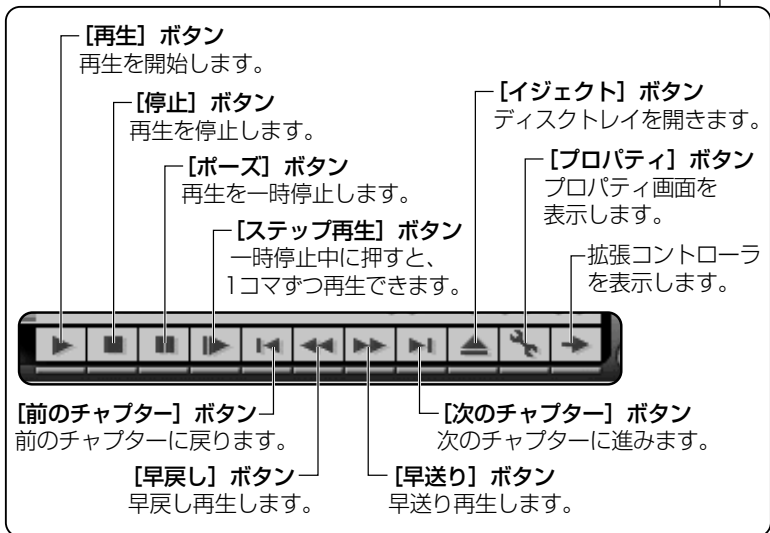 [再生] ボタン
再生を開始します。
[停止] ボタン
再生を停止します。
[ポーズ] ボタン
再生を一時停止します。
[ステップ再生] ボタン
一時停止中に押すと、
1コマずつ再生できます。
[イジェクト] ボタン
ディスクトレイを開きます。
[プロパティ] ボタン
プロパティ画面を
表示します。
拡張コントローラ
を表示します。
[前のチャプター] ボタン
前のチャプターに戻ります。
[早戻し] ボタン
早戻し再生します。
[早送り] ボタン
早送り再生します。
[次のチャプター] ボタン
次のチャプターに進みます。